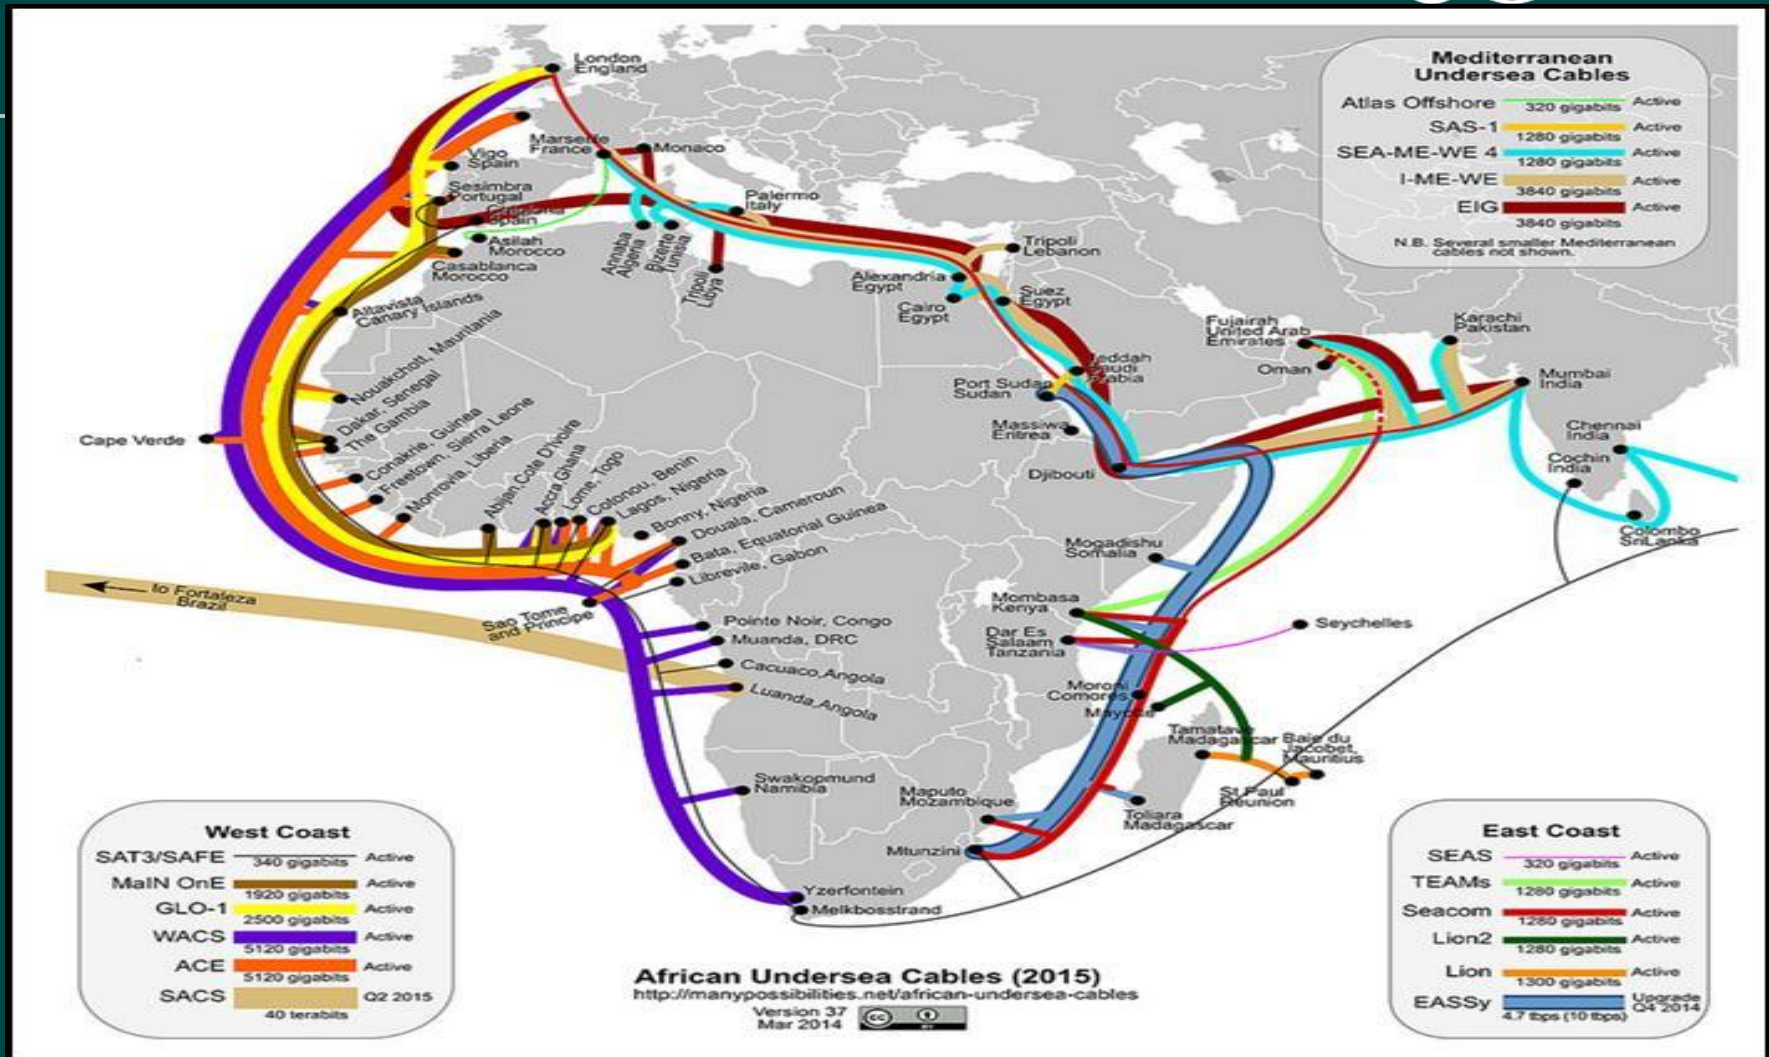 London
England
Marseille
France
Monaco
Vigo
Spain
Sesimbra
Portugal
Spain
Palermo
Italy
Asilah
Morocco
Casablanca
Morocco
Annaba
Algeria
Bizerte
Tunisia
Tripoli
Libya
Tripoli
Lebanon
Alexandria
Egypt
Cairo
Egypt
Suez
Egypt
Altavista
Canary Islands
Nouakchott, Mauritania
Dakar, Senegal
The Gambia
Conakrie, Guinea
Freetown, Sierra Leone
Monrovia, Liberia
Abijan,Cote D'Ivoire
Accra,Ghana
Lome, Togo
Cotonou, Benin
Lagos, Nigeria
Bonny, Nigeria
Douala, Cameroun
Bata, Equatorial Guinea
Libreville, Gabon
Cape Verde
to Fortaleza
Brazil
Sao Tome
and Principe
Pointe Noir, Congo
Muanda, DRC
Cacuaco,Angola
Luanda,Angola
Swakopmund
Namibia
Yzerfontein
Melkbosstrand
Jeddah
Saudi
Arabia
Port Sudan
Sudan
Massiwa
Eritrea
Djibouti
Fujairah
United Arab
Emirates
Oman
Karachi
Pakistan
Mumbai
India
Chennai
India
Cochin
India
Colombo
SriLanka
Mogadishu
Somalia
Mombasa
Kenya
Dar Es
Salaam
Tanzania
Seychelles
Moroni
Comores
Mayotte
Tamatave
Madagascar
Baie du
Jacobet,
Mauritius
St Paul
Reunion
Toliara
Madagascar
Maputo
Mozambique
Mtunzini
Mediterranean
Undersea Cables
Atlas Offshore 320 gigabits Active
SAS-1 1280 gigabits Active
SEA-ME-WE 4 1280 gigabits Active
I-ME-WE 3840 gigabits Active
EIG 3840 gigabits Active
N.B. Several smaller Mediterranean
cables not shown.
West Coast
SAT3/SAFE 340 gigabits Active
MaIN OnE 1920 gigabits Active
GLO-1 2500 gigabits Active
WACS 5120 gigabits Active
ACE 5120 gigabits Active
SACS 40 terabits Q2 2015
East Coast
SEAS 320 gigabits Active
TEAMs 1280 gigabits Active
Seacom 1280 gigabits Active
Lion2 1280 gigabits Active
Lion 1300 gigabits Active
EASSy 4.7 tbps (10 tbps) Upgrade
Q4 2014
African Undersea Cables (2015)
http://manypossibilities.net/african-undersea-cables
Version 37
Mar 2014
cc
BY